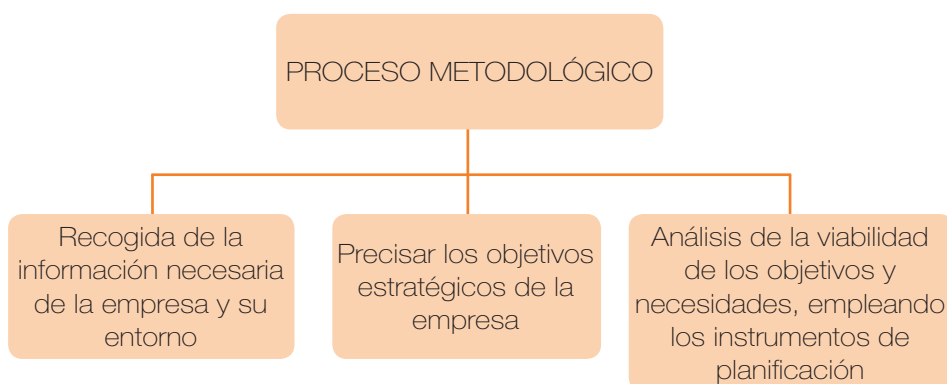 PROCESO METODOLÓGICO
Recogida de la
información necesaria
de la empresa y su
entorno
Precisar los objetivos
estratégicos de la
empresa
Análisis de la viabilidad
de los objetivos y
necesidades, empleando
los instrumentos de
planificación